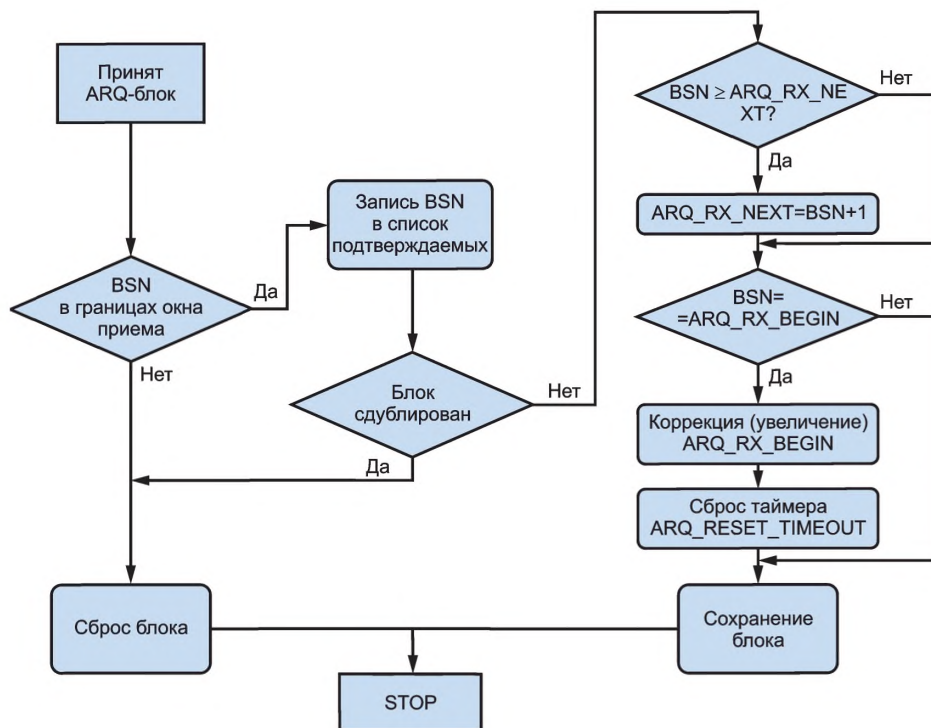 Принят
ARQ-блок
BSN
в границах окна
приема
Да
Нет
Запись BSN
в список
подтверждаемых
Блок
сдублирован
Нет
Да
BSN ≥ ARQ_RX_NE
XT?
Нет
Да
ARQ_RX_NEXT=BSN+1
BSN=
=ARQ_RX_BEGIN
Нет
Да
Коррекция (увеличение)
ARQ_RX_BEGIN
Сброс таймера
ARQ_RESET_TIMEOUT
Сброс блока
Сохранение
блока
STOP